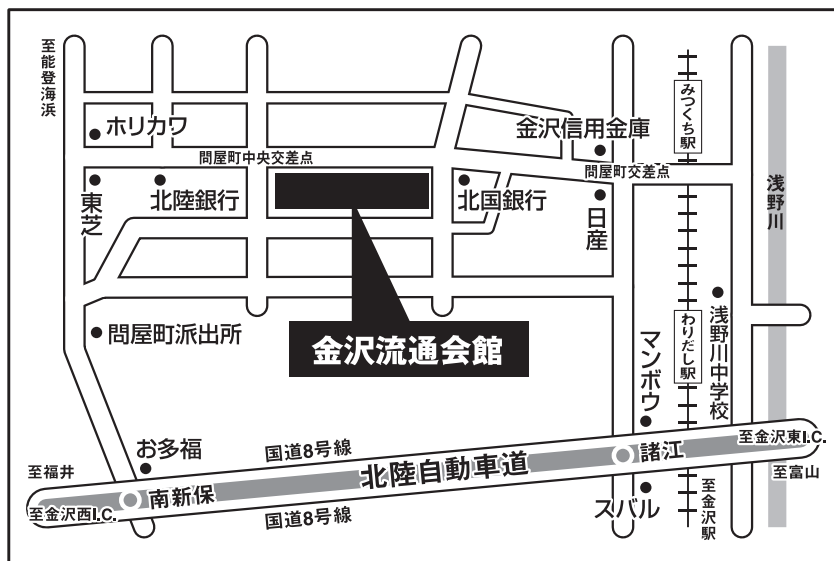 至能登海浜
ホリカワ
問屋町中央交差点
金沢信用金庫
みつくち駅
問屋町交差点
東芝
北陸銀行
北国銀行
日産
浅野川
問屋町派出所
金沢流通会館
マンボウ
わりだし駅
浅野川中学校
お多福
国道8号線
北陸自動車道
諸江
至金沢東I.C.
至福井
至富山
至金沢西I.C.
南新保
国道8号線
スバル
至金沢駅